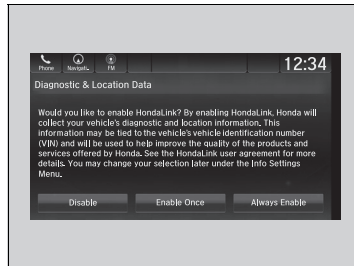 Phone Navigati.. FM 12:34
Diagnostic & Location Data
Would you like to enable HondaLink? By enabling HondaLink, Honda will
collect your vehicle's diagnostic and location information. This
information may be tied to the vehicle's vehicle identification number
(VIN) and will be used to help improve the quality of the products and
services offered by Honda. See the HondaLink user agreement for more
details. You may change your selection later under the Info Settings
Menu.
Disable Enable Once Always Enable